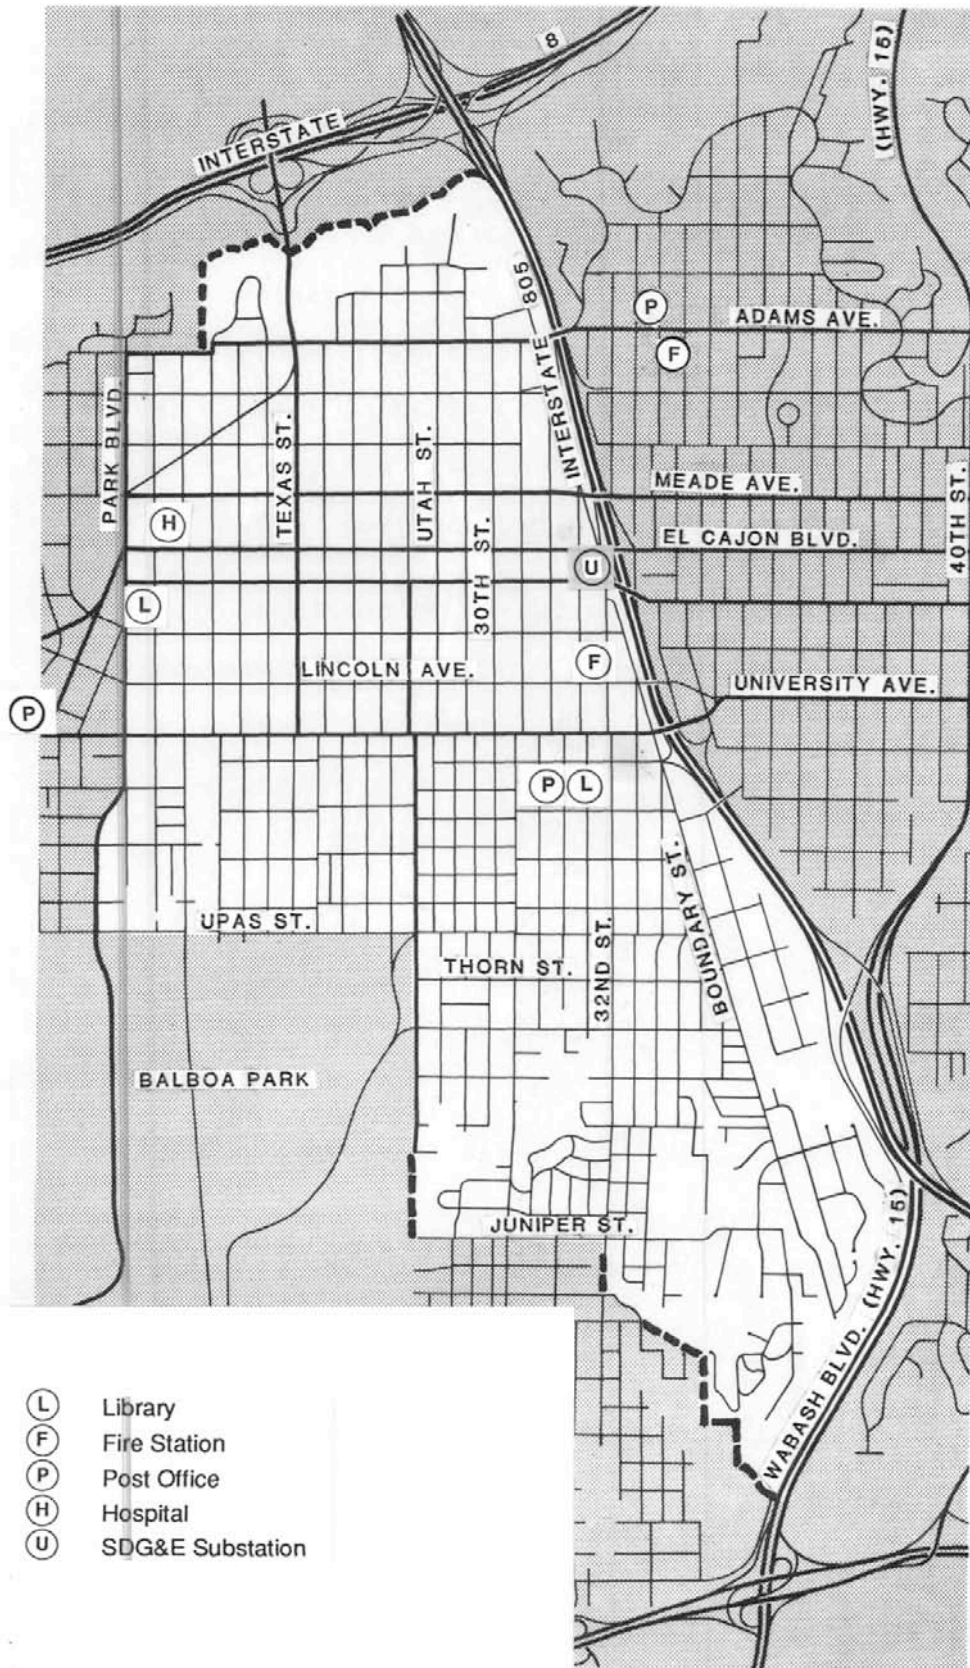 8
INTERSTATE
(HWY. 15)
INTERSTATE 805
P
ADAMS AVE.
F
PARK BLVD.
TEXAS ST.
UTAH ST.
MEADE AVE.
H
30TH ST.
EL CAJON BLVD.
40TH ST.
U
L
F
LINCOLN AVE.
UNIVERSITY AVE.
P
P L
BOUNDARY ST.
UPAS ST.
32ND ST.
THORN ST.
BALBOA PARK
JUNIPER ST.
WABASH BLVD. (HWY. 15)
L Library
F Fire Station
P Post Office
H Hospital
U SDG&E Substation